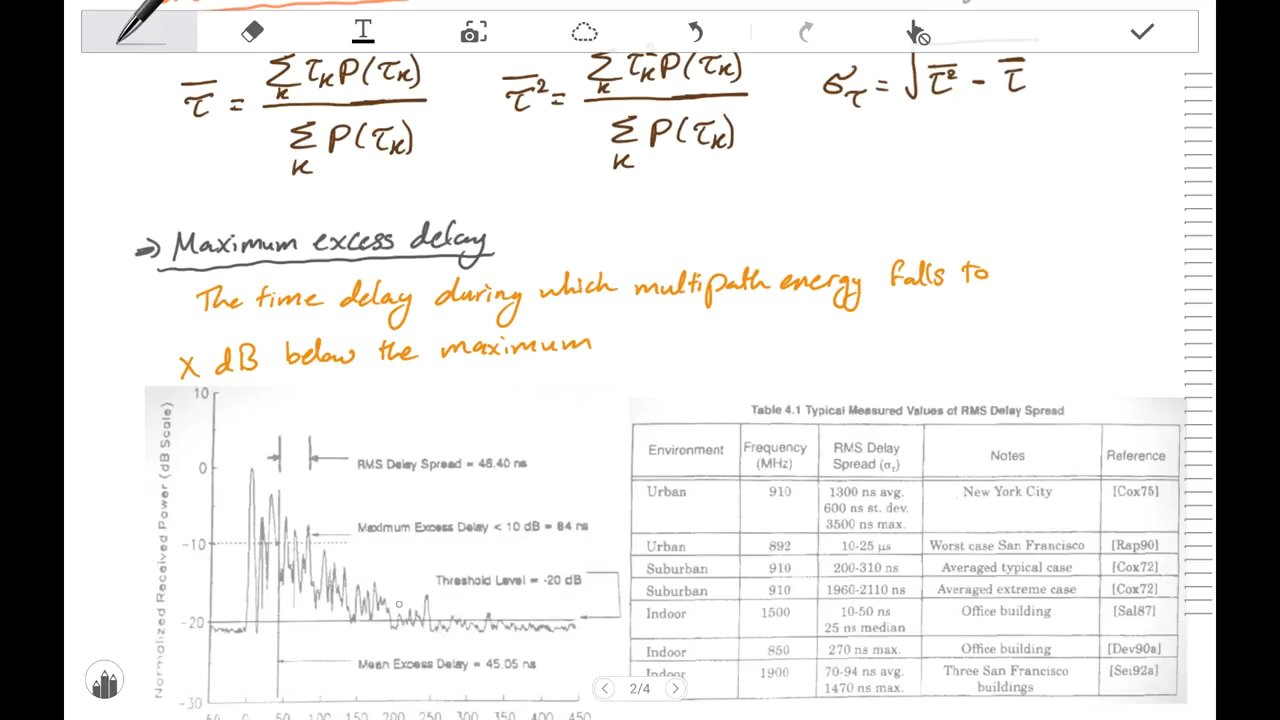 T
τ̄ = Σ_k τ_k P(τ_k) / Σ_k P(τ_k)
τ̄² = Σ_k τ_k² P(τ_k) / Σ_k P(τ_k)
σ_τ = √τ̄² - τ̄
⇒ Maximum excess delay
The time delay during which multipath energy falls to
X dB below the maximum
Normalized Received Power (dB Scale)
10
0
-10
-20
-30
RMS Delay Spread = 46.40 ns
Maximum Excess Delay < 10 dB = 84 ns
Threshold Level = -20 dB
Mean Excess Delay = 45.05 ns
0 50 100 150 200 250 300 350 400 450
Table 4.1 Typical Measured Values of RMS Delay Spread
Environment Frequency (MHz) RMS Delay Spread (στ) Notes Reference
Urban 910 1300 ns avg. New York City [Cox75]
600 ns st. dev.
3500 ns max.
Urban 892 10-25 μs Worst case San Francisco [Rap90]
Suburban 910 200-310 ns Averaged typical case [Cox72]
Suburban 910 1960-2110 ns Averaged extreme case [Cox72]
Indoor 1500 10-50 ns Office building [Sal87]
25 ns median
Indoor 850 270 ns max. Office building [Dev90a]
Indoor 1900 70-94 ns avg. Three San Francisco [Sei92a]
1470 ns max. buildings
2/4